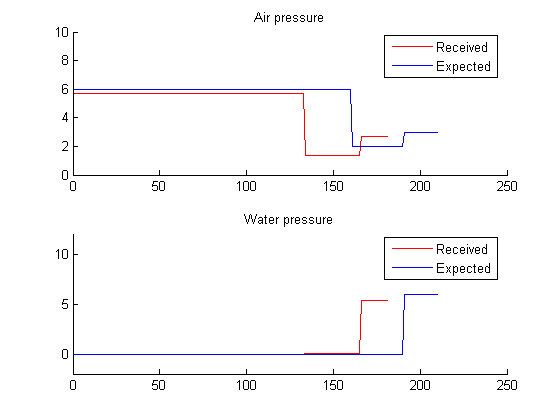 Air pressure
10
8
6
4
2
0
0 50 100 150 200 250
Received
Expected
Water pressure
10
5
0
0 50 100 150 200 250
Received
Expected